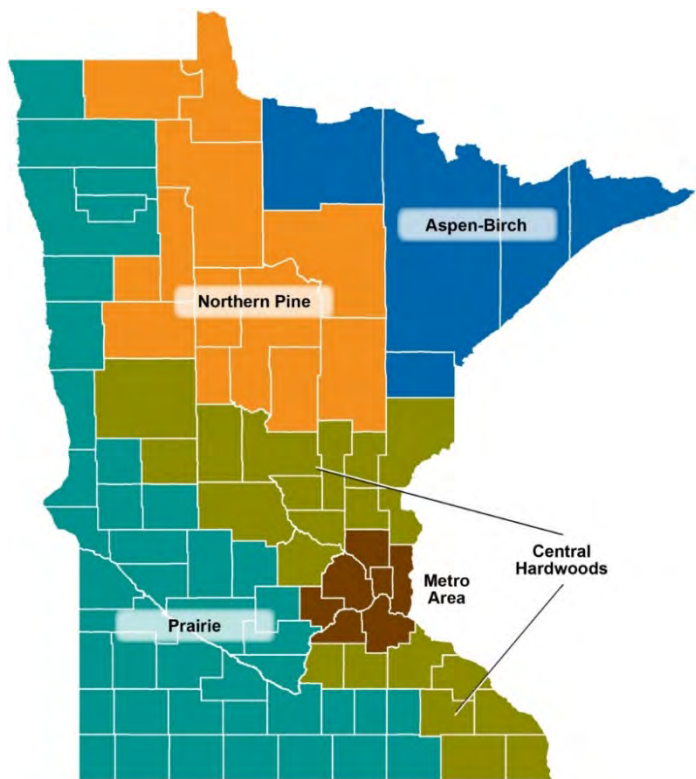 Aspen-Birch
Northern Pine
Central
Hardwoods
Metro
Area
Prairie